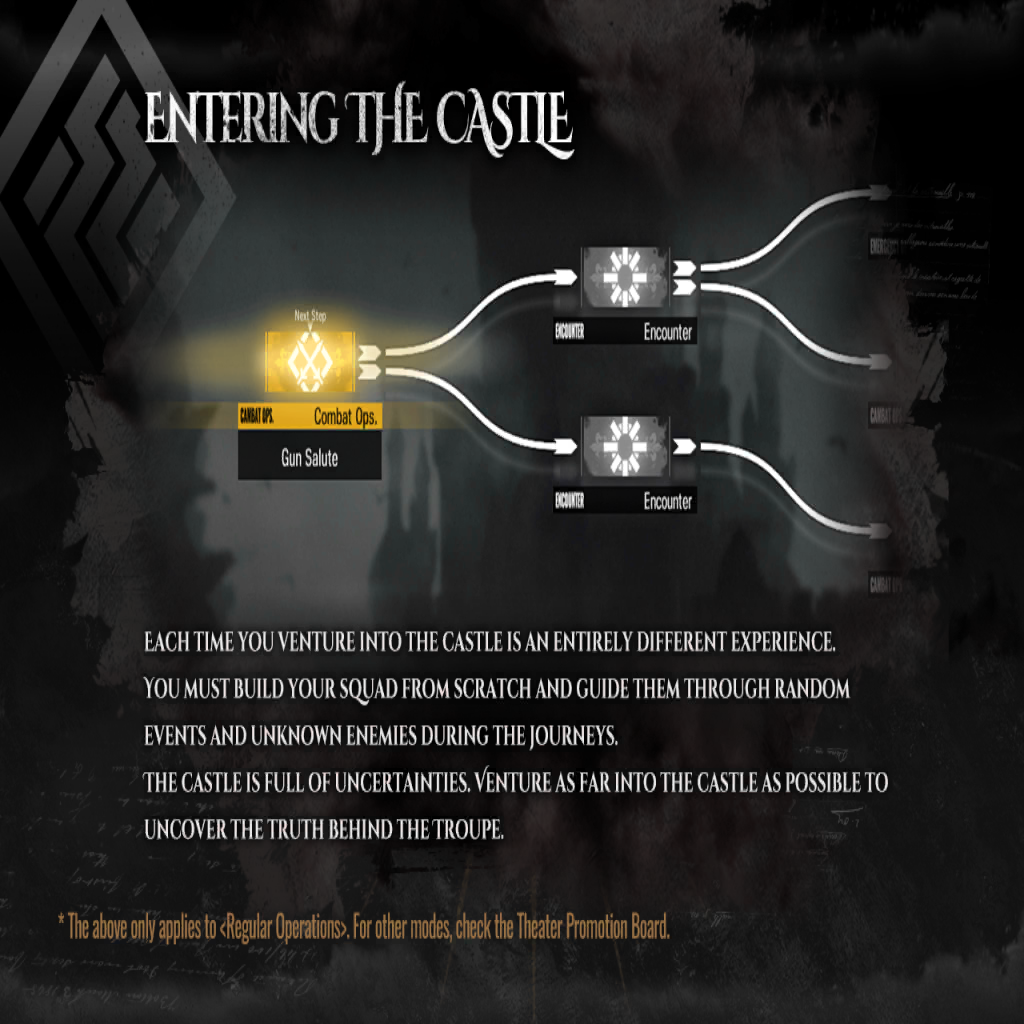 ENTERING THE CASTLE
Next Step
COMBAT OPS. Combat Ops.
Gun Salute
ENCOUNTER Encounter
ENCOUNTER Encounter
COMBAT OPS
COMBAT OPS
EACH TIME YOU VENTURE INTO THE CASTLE IS AN ENTIRELY DIFFERENT EXPERIENCE.
YOU MUST BUILD YOUR SQUAD FROM SCRATCH AND GUIDE THEM THROUGH RANDOM
EVENTS AND UNKNOWN ENEMIES DURING THE JOURNEYS.
THE CASTLE IS FULL OF UNCERTAINTIES. VENTURE AS FAR INTO THE CASTLE AS POSSIBLE TO
UNCOVER THE TRUTH BEHIND THE TROUPE.
* The above only applies to <Regular Operations>. For other modes, check the Theater Promotion Board.